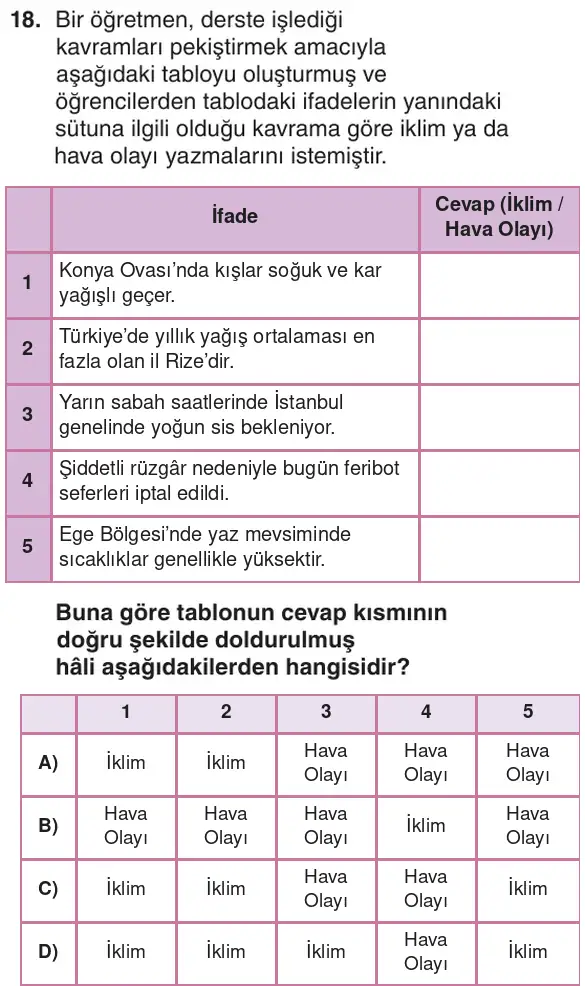 18. Bir öğretmen, derste işlediği
kavramları pekiştirmek amacıyla
aşağıdaki tabloyu oluşturmuş ve
öğrencilerden tablodaki ifadelerin yanındaki
sütuna ilgili olduğu kavrama göre iklim ya da
hava olayı yazmalarını istemiştir.
İfade
Cevap (İklim /
Hava Olayı)
1
Konya Ovası’nda kışlar soğuk ve kar
yağışlı geçer.
2
Türkiye’de yıllık yağış ortalaması en
fazla olan il Rize’dir.
3
Yarın sabah saatlerinde İstanbul
genelinde yoğun sis bekleniyor.
4
Şiddetli rüzgâr nedeniyle bugün feribot
seferleri iptal edildi.
5
Ege Bölgesi’nde yaz mevsiminde
sıcaklıklar genellikle yüksektir.
Buna göre tablonun cevap kısmının
doğru şekilde doldurulmuş
hâli aşağıdakilerden hangisidir?
1 2 3 4 5
A) İklim İklim Hava Olayı Hava Olayı Hava Olayı
B) Hava Olayı Hava Olayı Hava Olayı İklim Hava Olayı
C) İklim İklim Hava Olayı Hava Olayı İklim
D) İklim İklim İklim Hava Olayı İklim